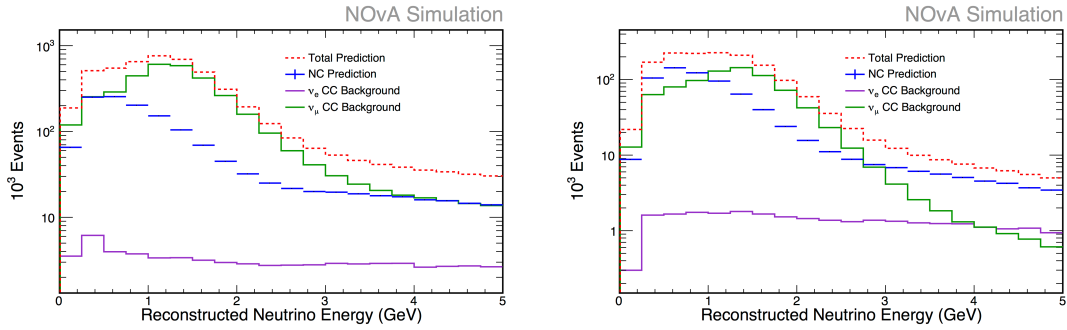 NOvA Simulation
10³ Events
10³
10²
10
Total Prediction
NC Prediction
νₑ CC Background
ν_μ CC Background
0 1 2 3 4 5
Reconstructed Neutrino Energy (GeV)
NOvA Simulation
10³ Events
10²
10
1
Total Prediction
NC Prediction
νₑ CC Background
ν_μ CC Background
0 1 2 3 4 5
Reconstructed Neutrino Energy (GeV)